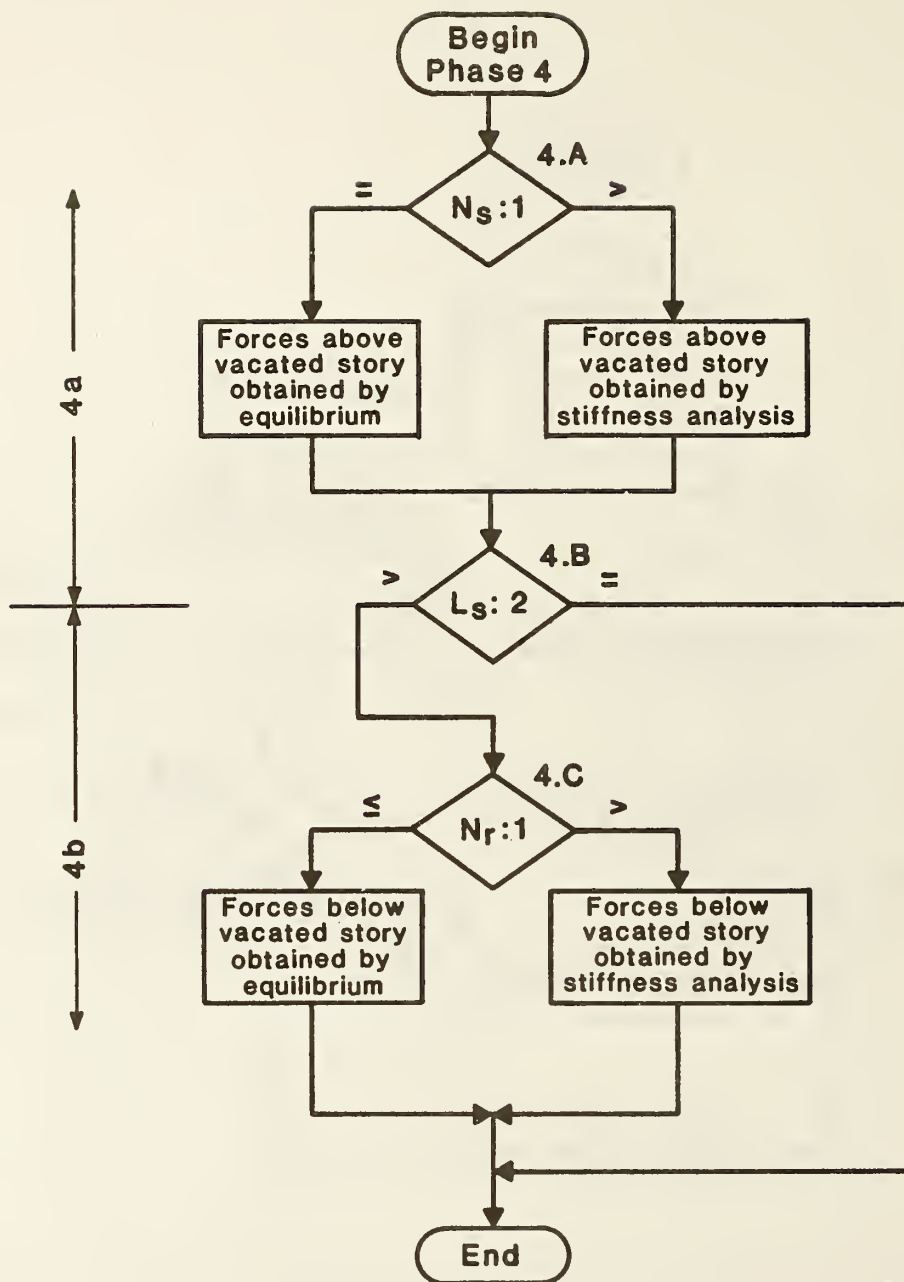 Begin
Phase 4
4.A
=
Ns:1
>
Forces above
vacated story
obtained by
equilibrium
Forces above
vacated story
obtained by
stiffness analysis
4a
4.B
>
Ls: 2
=
4.C
≤
Nr:1
>
Forces below
vacated story
obtained by
equilibrium
Forces below
vacated story
obtained by
stiffness analysis
4b
End